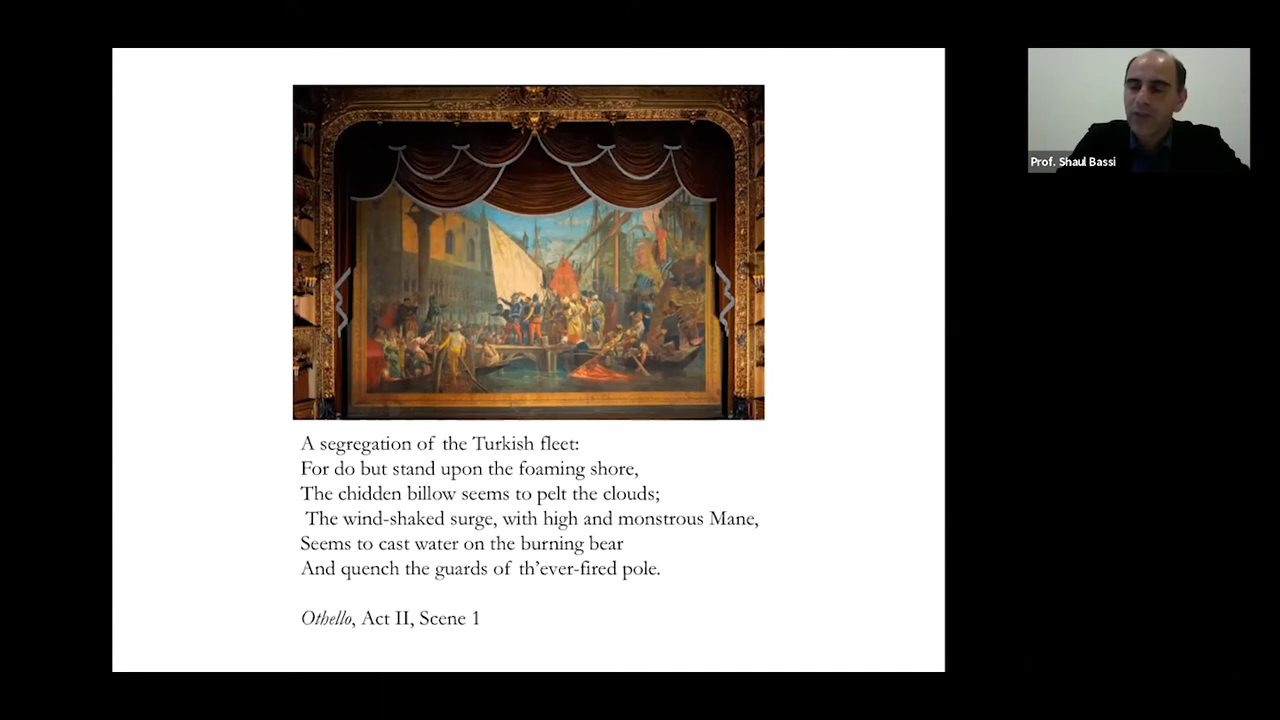 A segregation of the Turkish fleet:
For do but stand upon the foaming shore,
The chidden billow seems to pelt the clouds;
The wind-shaked surge, with high and monstrous Mane,
Seems to cast water on the burning bear
And quench the guards of th’ever-fired pole.
Othello, Act II, Scene 1
Prof. Shaul Bassi